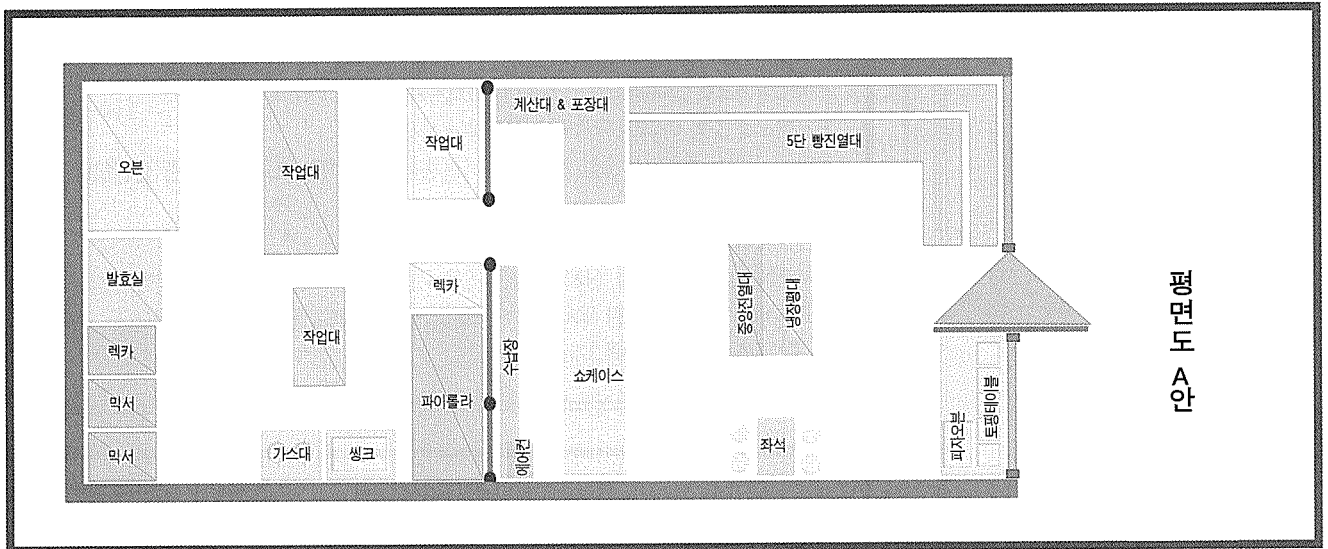 계산대 & 포장대
오븐
작업대
작업대
5단 빵진열대
발효실
렉카
중앙진열대
냉장평대
렉카
작업대
수납장
쇼케이스
믹서
파이롤라
믹서
가스대
씽크
에어컨
좌석
피자오븐
토핑테이블
평면도 A안